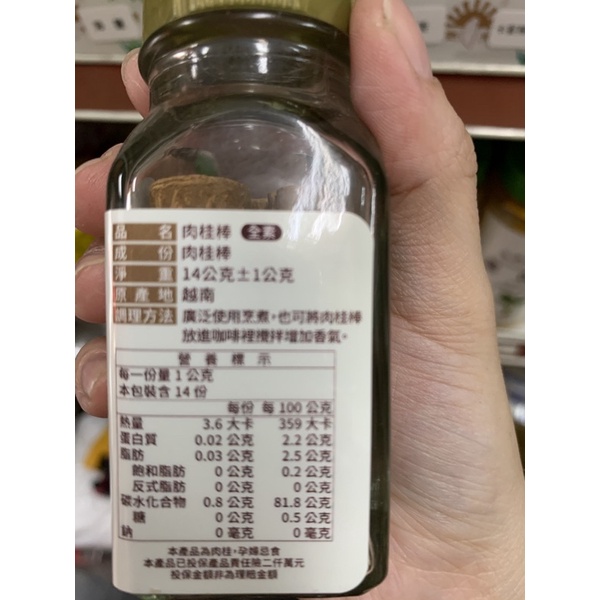 品名 肉桂棒 全素
成份 肉桂棒
淨重 14公克±1公克
原產地 越南
調理方法 廣泛使用烹煮。也可將肉桂棒
放進咖啡裡攪拌增加香氣。
營養標示
每一份量 1 公克
本包裝含 14 份
每份 每 100 公克
熱量 3.6 大卡 359 大卡
蛋白質 0.02 公克 2.2 公克
脂肪 0.03 公克 2.5 公克
飽和脂肪 0 公克 0.2 公克
反式脂肪 0 公克 0 公克
碳水化合物 0.8 公克 81.8 公克
糖 0 公克 0.5 公克
鈉 0 毫克 0 毫克
本產品為肉桂，孕婦忌食
本產品已投保產品責任險二仟萬元
投保金額非為理賠金額